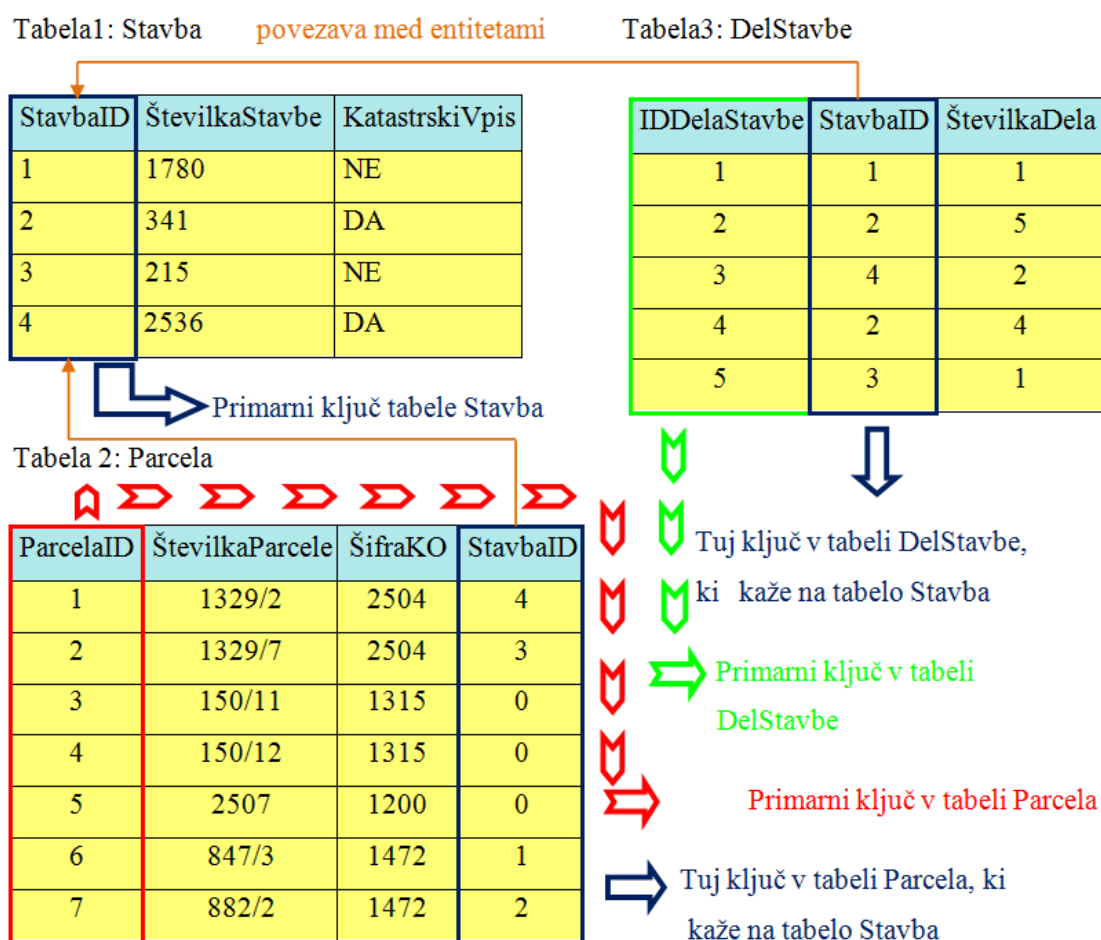 Tabela1: Stavba
povezava med entitetami
Tabela3: DelStavbe
StavbaID ŠtevilkaStavbe KatastrskiVpis
1 1780 NE
2 341 DA
3 215 NE
4 2536 DA
Primarni ključ tabele Stavba
IDDelaStavbe StavbaID ŠtevilkaDela
1 1 1
2 2 5
3 4 2
4 2 4
5 3 1
Tabela 2: Parcela
ParcelaID ŠtevilkaParcele ŠifraKO StavbaID
1 1329/2 2504 4
2 1329/7 2504 3
3 150/11 1315 0
4 150/12 1315 0
5 2507 1200 0
6 847/3 1472 1
7 882/2 1472 2
Tuj ključ v tabeli DelStavbe,
ki kaže na tabelo Stavba
Primarni ključ v tabeli
DelStavbe
Primarni ključ v tabeli Parcela
Tuj ključ v tabeli Parcela, ki
kaže na tabelo Stavba